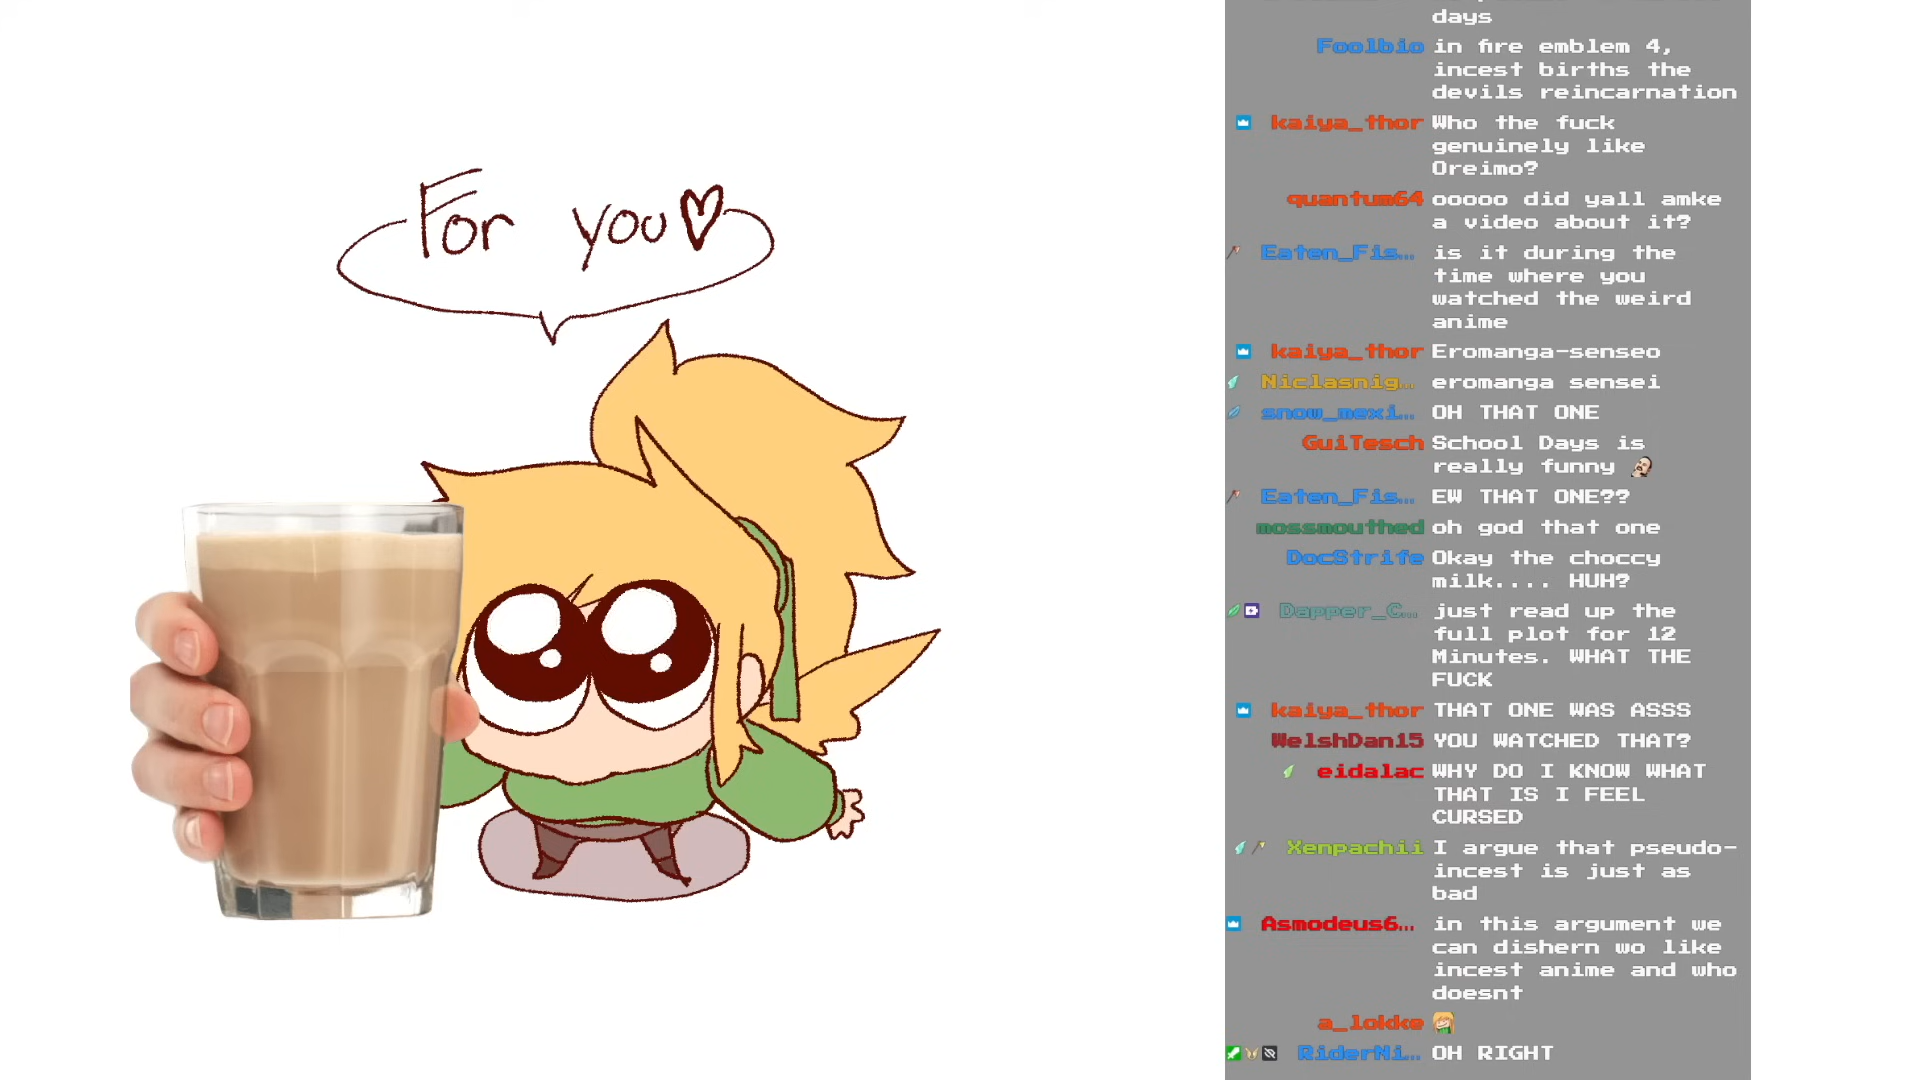 For you
days
Foolbio in fire emblem 4,
incest births the
devils reincarnation
kaiya_thor Who the fuck
genuinely like
Oreimo?
quantum64 ooooo did yall amke
a video about it?
Eaten_Fis... is it during the
time where you
watched the weird
anime
kaiya_thor Eromanga-senseo
Niclasnig... eromanga sensei
snow_mexi... OH THAT ONE
GuiTesch School Days is
really funny
Eaten_Fis... EW THAT ONE??
mossmouthed oh god that one
DocStrife Okay the choccy
milk.... HUH?
Dapper_C... just read up the
full plot for 12
Minutes. WHAT THE
FUCK
kaiya_thor THAT ONE WAS ASSS
WelshDan15 YOU WATCHED THAT?
eidalac WHY DO I KNOW WHAT
THAT IS I FEEL
CURSED
Xenpachii I argue that pseudo-
incest is just as
bad
Asmodeus6... in this argument we
can dishern wo like
incest anime and who
doesnt
a_lokke
RiderNi... OH RIGHT